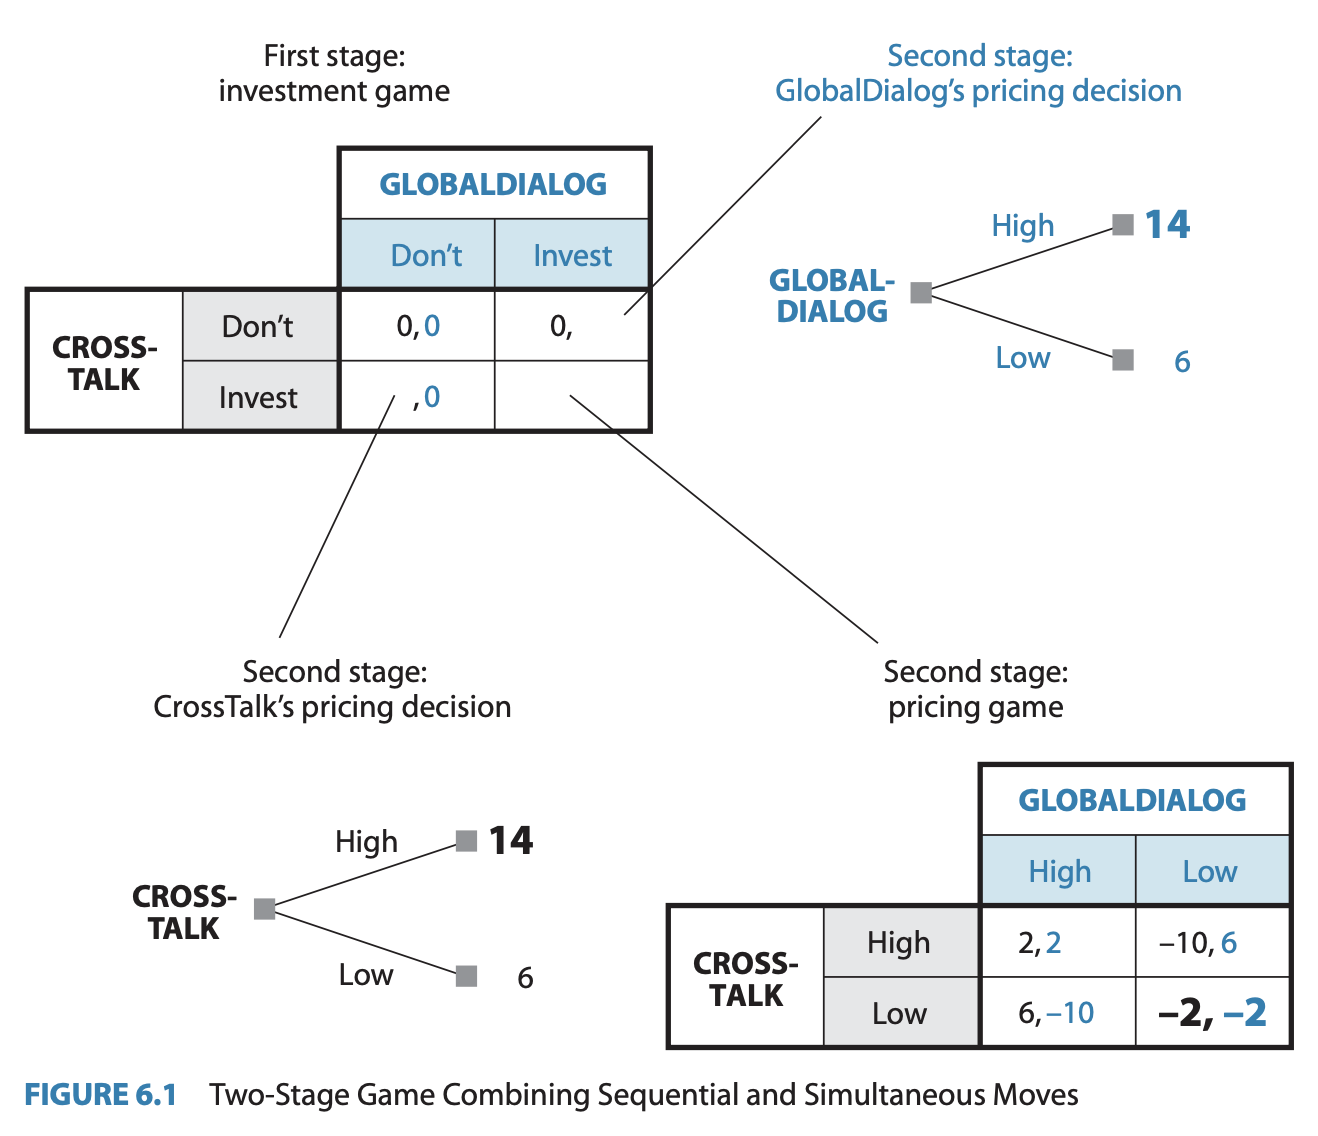 First stage:
investment game
Second stage:
GlobalDialog’s pricing decision
GLOBALDIALOG
Don’t Invest
CROSS-
TALK
Don’t 0, 0 0,
Invest , 0
GLOBAL-
DIALOG
High 14
Low 6
Second stage:
CrossTalk’s pricing decision
CROSS-
TALK
High 14
Low 6
Second stage:
pricing game
GLOBALDIALOG
High Low
CROSS-
TALK
High 2, 2 –10, 6
Low 6, –10 –2, –2
FIGURE 6.1 Two-Stage Game Combining Sequential and Simultaneous Moves